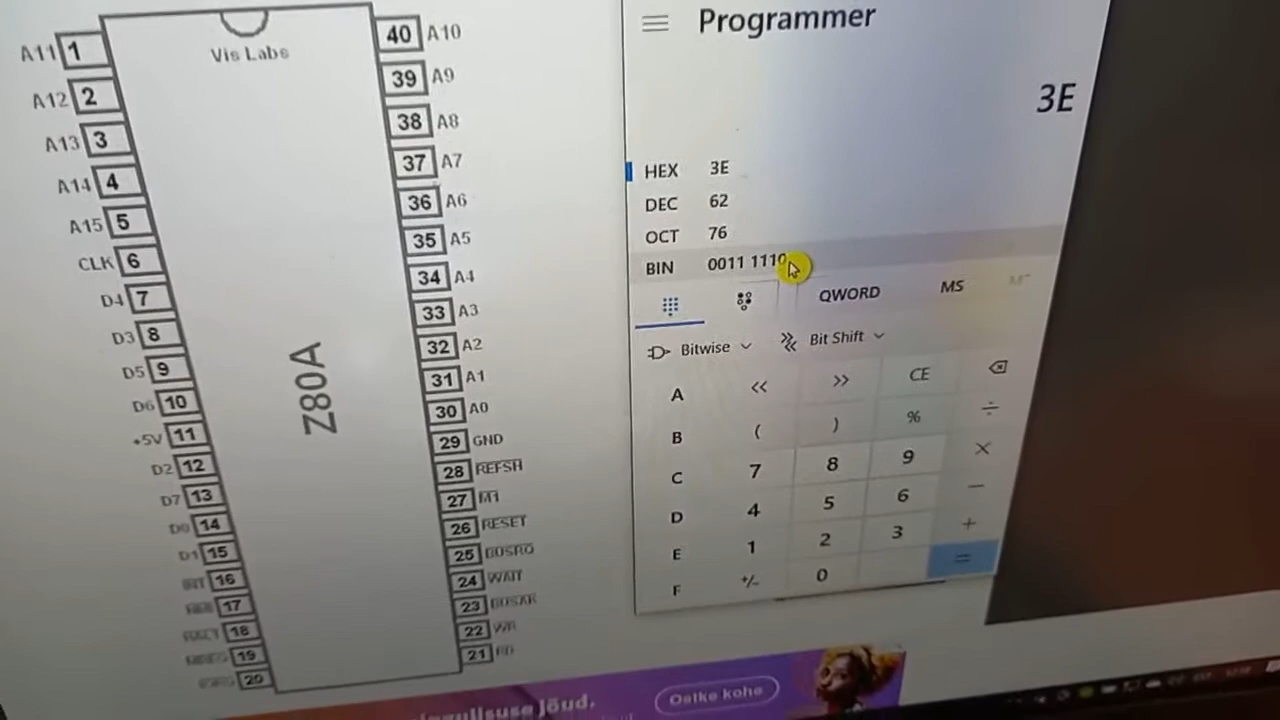 Vis Labs
Z80A
A11 1
A12 2
A13 3
A14 4
A15 5
CLK 6
D4 7
D3 8
D5 9
D6 10
+5V 11
D2 12
D7 13
D0 14
D1 15
16
17
18
19
20
40 A10
39 A9
38 A8
37 A7
36 A6
35 A5
34 A4
33 A3
32 A2
31 A1
30 A0
29 GND
28 REFSH
27 M1
26 RESET
25 BUSRQ
24 WAIT
23 BUSAK
22 WR
21 RD
Programmer
3E
HEX 3E
DEC 62
OCT 76
BIN 0011 1110
QWORD MS
Bitwise Bit Shift
A << >> CE
B ( ) %
C 7 8 9 ×
D 4 5 6 −
E 1 2 3 +
F +/- 0 =
jõud.
Ostke kohe